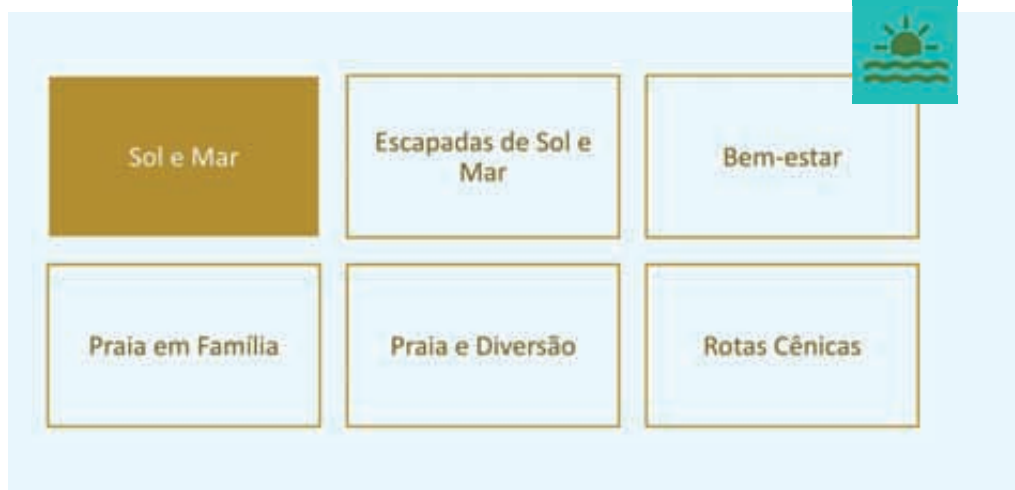 Sol e Mar
Escapadas de Sol e
Mar
Bem-estar
Praia em Família
Praia e Diversão
Rotas Cênicas